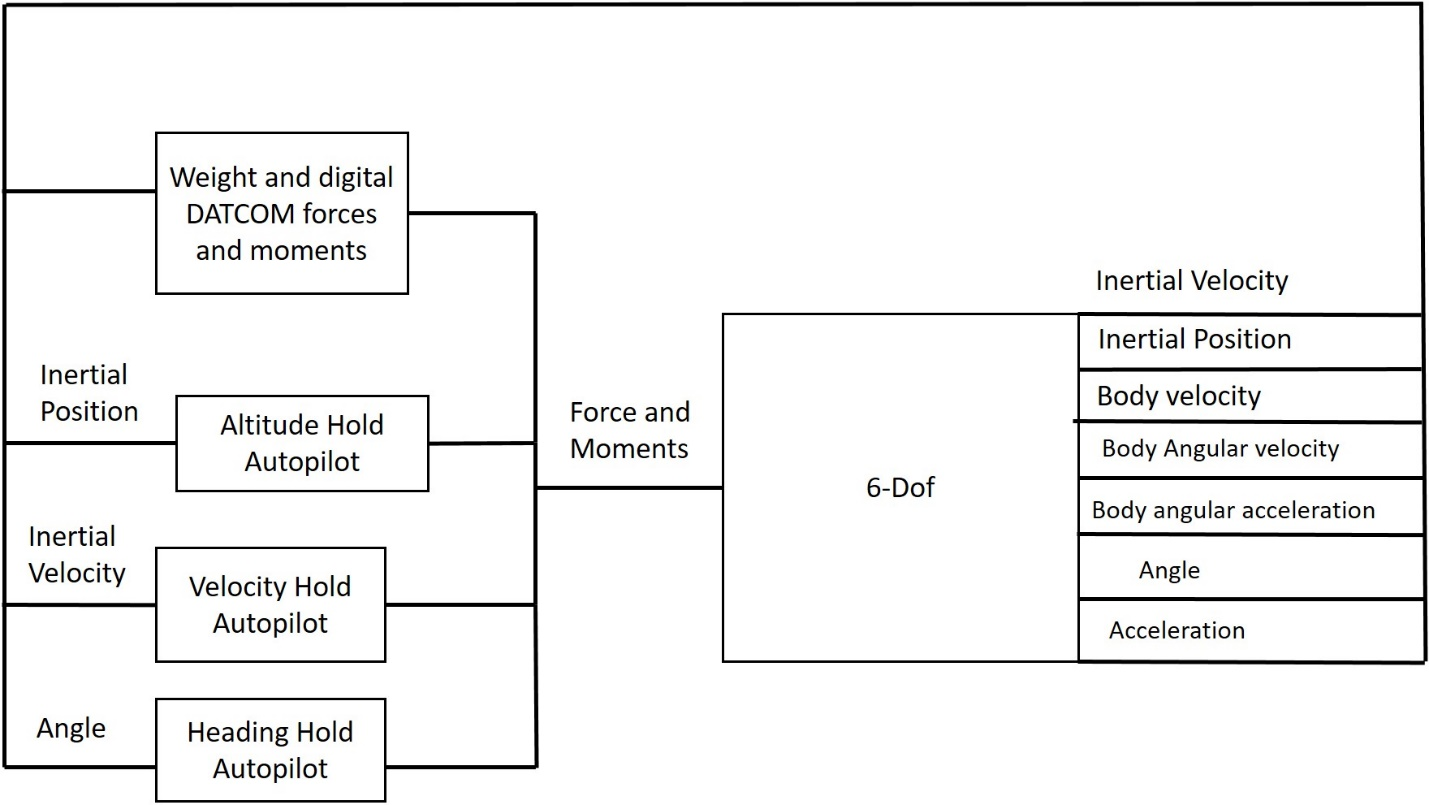 Weight and digital
DATCOM forces
and moments
Inertial
Position
Altitude Hold
Autopilot
Inertial
Velocity
Velocity Hold
Autopilot
Angle
Heading Hold
Autopilot
Force and
Moments
6-Dof
Inertial Velocity
Inertial Position
Body velocity
Body Angular velocity
Body angular acceleration
Angle
Acceleration